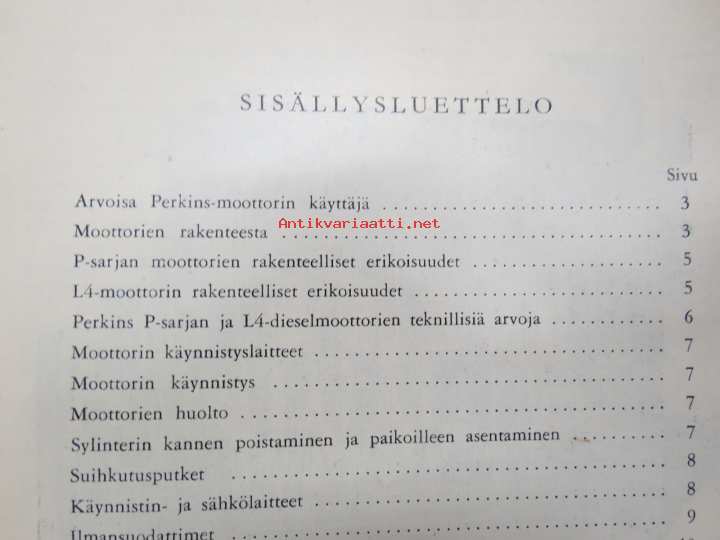 SISÄLLYSLUETTELO
Sivu
Arvoisa Perkins-moottorin käyttäjä 3
Antikvariaatti.net
Moottorien rakenteesta 3
P-sarjan moottorien rakenteelliset erikoisuudet 5
L4-moottorin rakenteelliset erikoisuudet 5
Perkins P-sarjan ja L4-dieselmoottorien teknillisiä arvoja 6
Moottorin käynnistyslaitteet 7
Moottorin käynnistys 7
Moottorien huolto 7
Sylinterin kannen poistaminen ja paikoilleen asentaminen 7
Suihkutusputket 8
Käynnistin- ja sähkölaitteet 8
Ilmansuodattimet 9